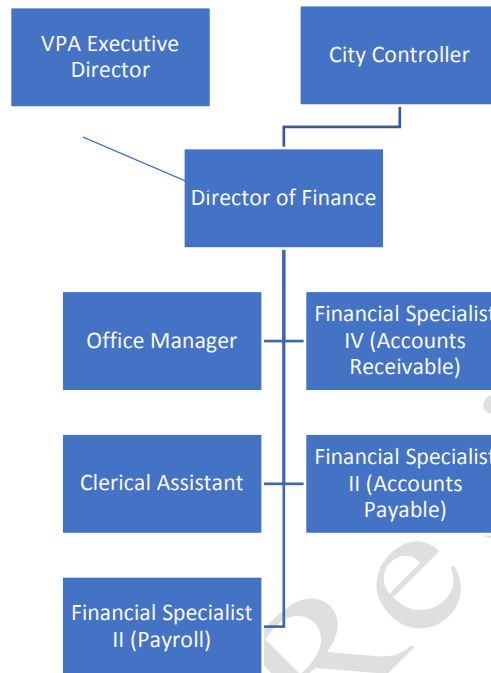 VPA Executive
Director
City Controller
Director of Finance
Office Manager
Financial Specialist
IV (Accounts
Receivable)
Clerical Assistant
Financial Specialist
II (Accounts
Payable)
Financial Specialist
II (Payroll)